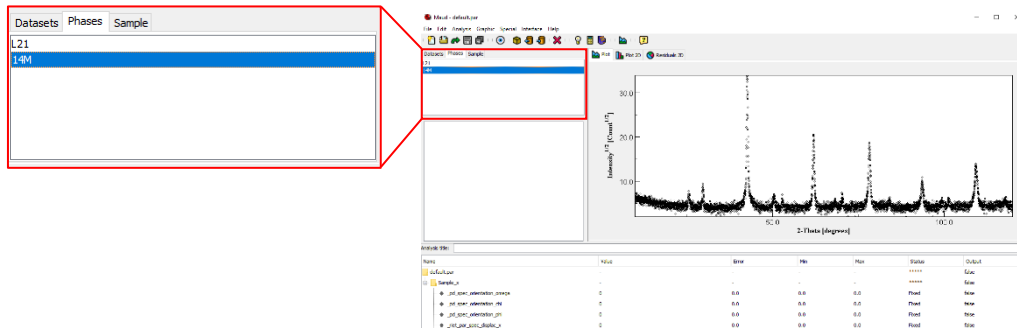 Datasets Phases Sample
L21
14M
Maud - default.par
File Edit Analysis Graphic Special Interface Help
Datasets Phases Sample
L21
14M
Plot Plot 2D Residuals 2D
Intensity^1/2 [Count^1/2]
30.0
20.0
10.0
50.0 100.0
2-Theta [degrees]
Analysis title:
Name Value Error Min Max Status Output
default.par - - - - ***** false
Sample_x - - - - ***** false
_pd_spec_orientation_omega 0 0.0 0.0 0.0 Fixed false
_pd_spec_orientation_chi 0 0.0 0.0 0.0 Fixed false
_pd_spec_orientation_phi 0 0.0 0.0 0.0 Fixed false
_riet_par_spec_displac_x 0 0.0 0.0 0.0 Fixed false